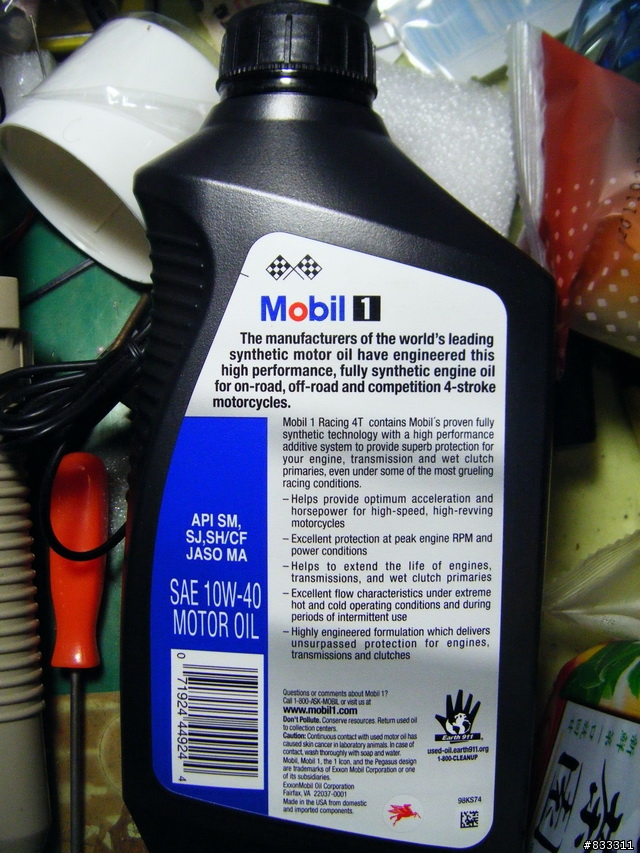 Mobil 1
The manufacturers of the world's leading
synthetic motor oil have engineered this
high performance, fully synthetic engine oil
for on-road, off-road and competition 4-stroke
motorcycles.
Mobil 1 Racing 4T contains Mobil's proven fully
synthetic technology with a high performance
additive system to provide superb protection for
your engine, transmission and wet clutch
primaries, even under some of the most grueling
racing conditions.
– Helps provide optimum acceleration and
horsepower for high-speed, high-revving
motorcycles
– Excellent protection at peak engine RPM and
power conditions
– Helps to extend the life of engines,
transmissions, and wet clutch primaries
– Excellent flow characteristics under extreme
hot and cold operating conditions and during
periods of intermittent use
– Highly engineered formulation which delivers
unsurpassed protection for engines,
transmissions and clutches
API SM,
SJ,SH/CF
JASO MA
SAE 10W-40
MOTOR OIL
0 71924 44924 4
Questions or comments about Mobil 1?
Call 1-800-ASK-MOBIL or visit us at
www.mobil1.com
Don't Pollute. Conserve resources. Return used oil
to collection centers.
Caution: Continuous contact with used motor oil has
caused skin cancer in laboratory animals. In case of
contact, wash thoroughly with soap and water.
Mobil, Mobil 1, the 1 Icon, and the Pegasus design
are trademarks of Exxon Mobil Corporation or one
of its subsidiaries.
ExxonMobil Oil Corporation
Fairfax, VA 22037-0001
Made in the USA from domestic
and imported components.
Earth 911
used-oil.earth911.org
1-800-CLEANUP
98KS74
#833311